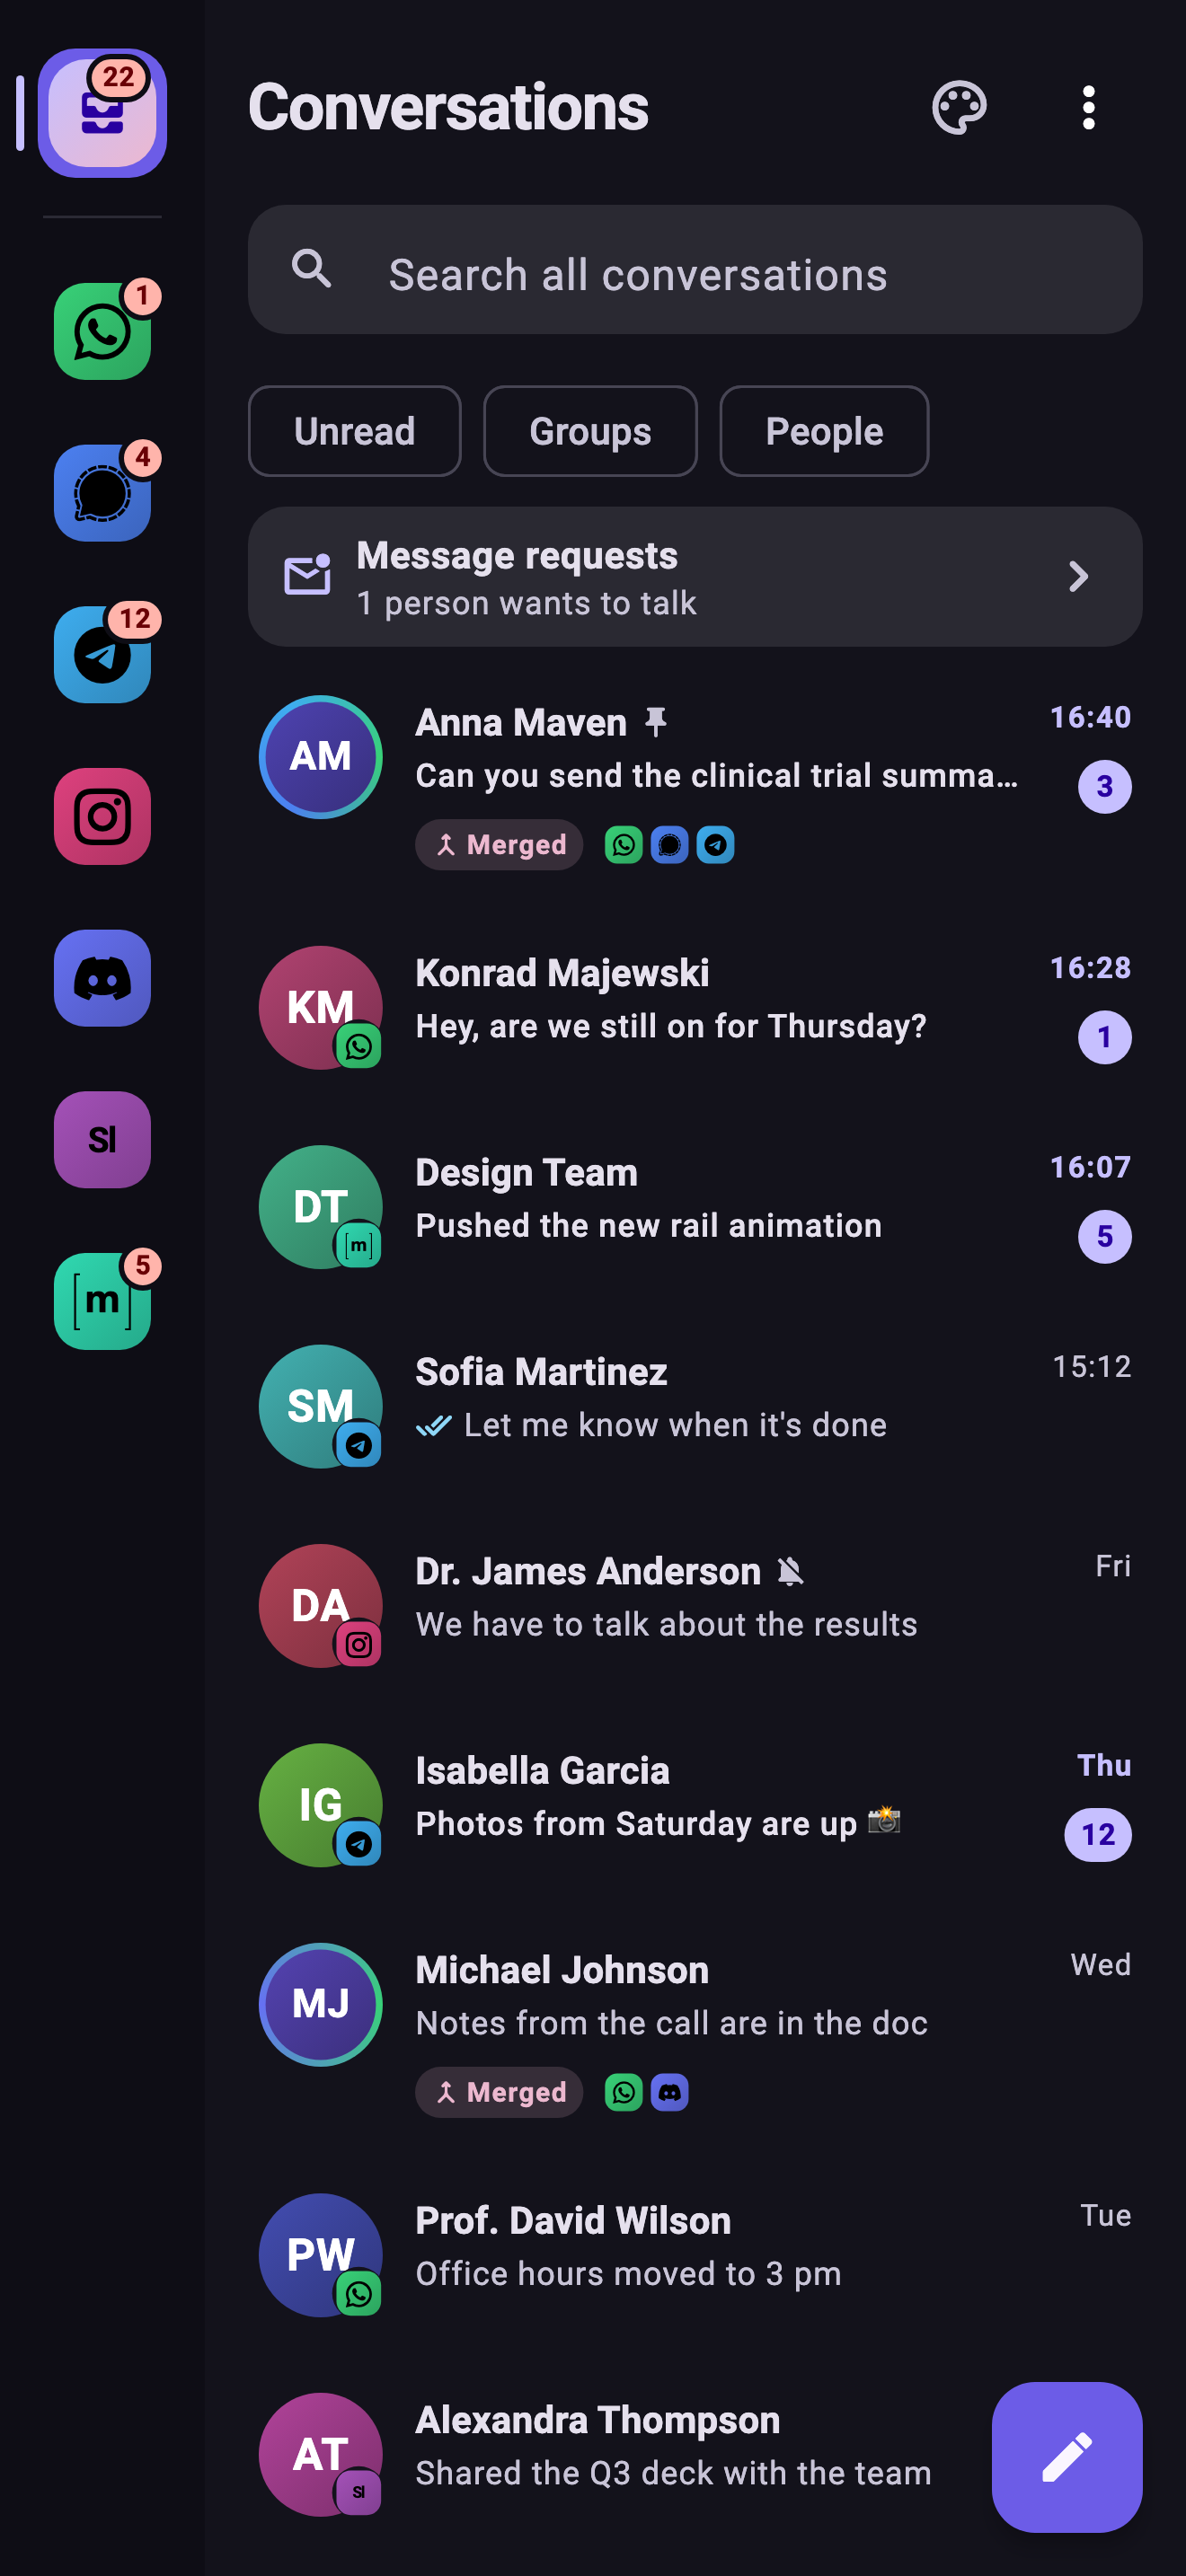 22
Conversations
Search all conversations
1
Unread
Groups
People
4
Message requests
1 person wants to talk
12
AM
Anna Maven
16:40
Can you send the clinical trial summa…
3
Merged
KM
Konrad Majewski
16:28
Hey, are we still on for Thursday?
1
SI
DT
Design Team
16:07
Pushed the new rail animation
5
[m]
[m]
5
SM
Sofia Martinez
15:12
Let me know when it's done
DA
Dr. James Anderson
Fri
We have to talk about the results
IG
Isabella Garcia
Thu
Photos from Saturday are up 📸
12
MJ
Michael Johnson
Wed
Notes from the call are in the doc
Merged
PW
Prof. David Wilson
Tue
Office hours moved to 3 pm
AT
Alexandra Thompson
Shared the Q3 deck with the team
SI